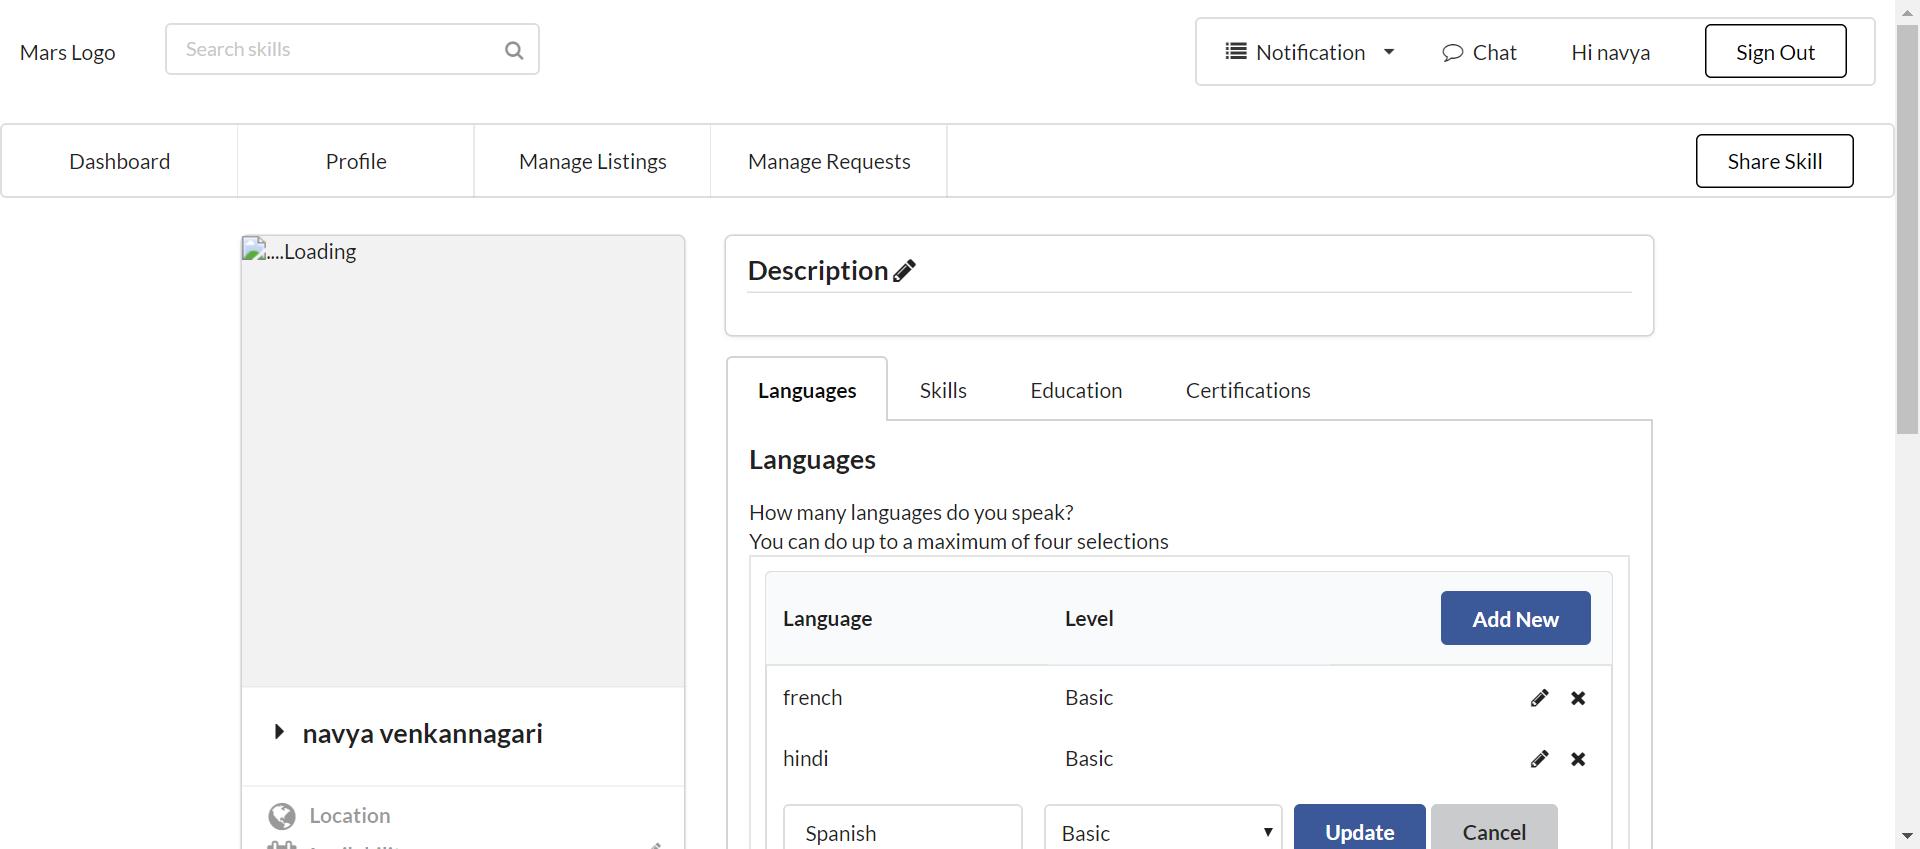 Mars Logo
Search skills
Notification
Chat
Hi navya
Sign Out
Dashboard
Profile
Manage Listings
Manage Requests
Share Skill
....Loading
navya venkannagari
Location
Description
Languages
Skills
Education
Certifications
Languages
How many languages do you speak?
You can do up to a maximum of four selections
Language Level Add New
french Basic
hindi Basic
Spanish Basic Update Cancel